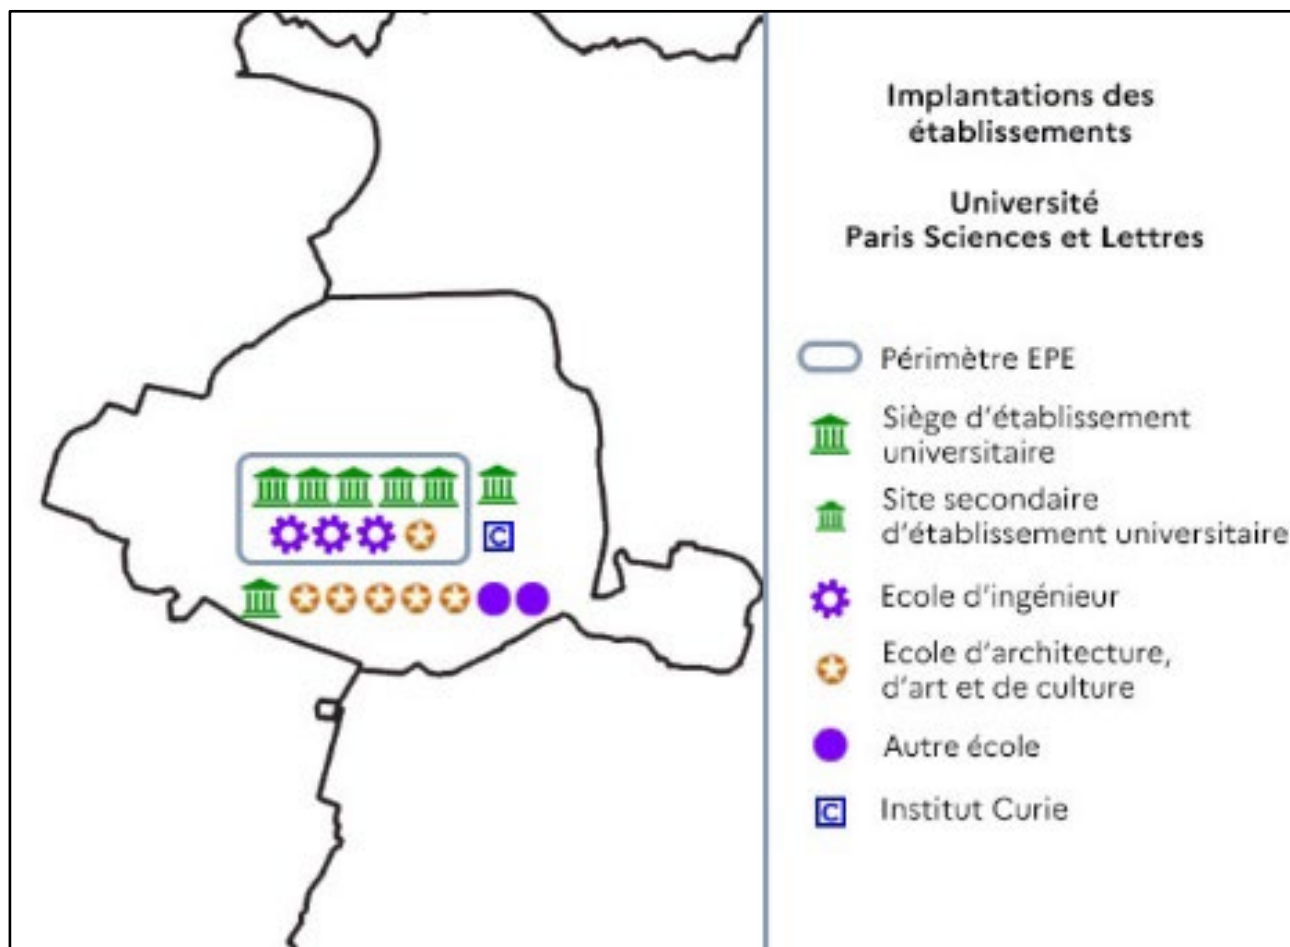 Implantations des
établissements
Université
Paris Sciences et Lettres
Périmètre EPE
Siège d'établissement
universitaire
Site secondaire
d'établissement universitaire
Ecole d'ingénieur
Ecole d'architecture,
d'art et de culture
Autre école
C Institut Curie
C